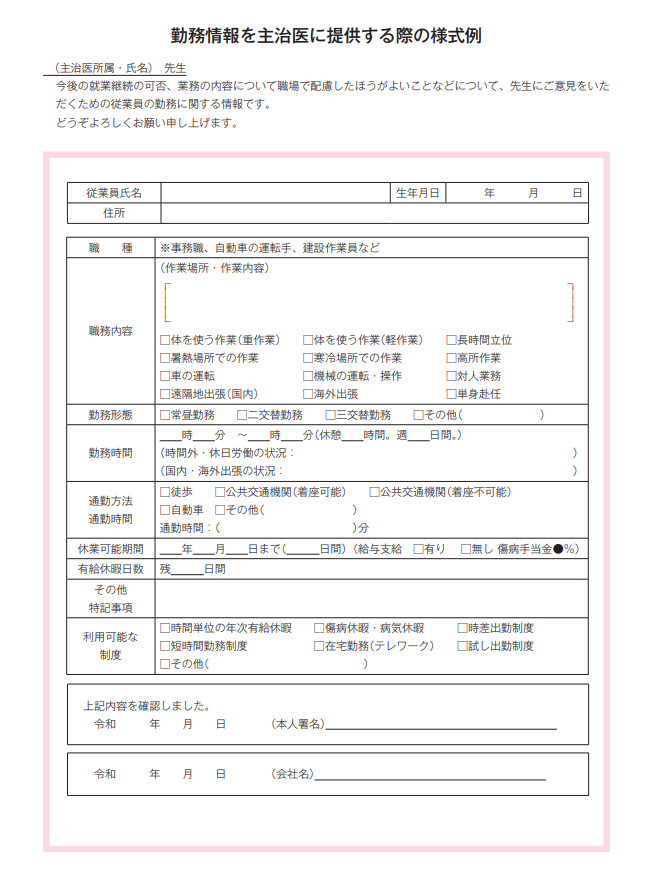 勤務情報を主治医に提供する際の様式例
（主治医所属・氏名） 先生
今後の就業継続の可否、業務の内容について職場で配慮したほうがよいことなどについて、先生にご意見をいた
だくための従業員の勤務に関する情報です。
どうぞよろしくお願い申し上げます。
従業員氏名 生年月日 年 月 日
住所
職 種 ※事務職、自動車の運転手、建設作業員など
職務内容
(作業場所・作業内容)
□体を使う作業(重作業) □体を使う作業(軽作業) □長時間立位
□暑熱場所での作業 □寒冷場所での作業 □高所作業
□車の運転 □機械の運転・操作 □対人業務
□遠隔地出張(国内) □海外出張 □単身赴任
勤務形態 □常昼勤務 □二交替勤務 □三交替勤務 □その他( )
勤務時間
___時___分 ～___時___分(休憩___時間。週___日間。)
(時間外・休日労働の状況： )
(国内・海外出張の状況： )
通勤方法
通勤時間
□徒歩 □公共交通機関(着座可能) □公共交通機関(着座不可能)
□自動車 □その他( )
通勤時間：( )分
休業可能期間 ___年___月___日まで(_____日間) (給与支給 □有り □無し 傷病手当金●%)
有給休暇日数 残_____日間
その他
特記事項
利用可能な
制度
□時間単位の年次有給休暇 □傷病休暇・病気休暇 □時差出勤制度
□短時間勤務制度 □在宅勤務(テレワーク) □試し出勤制度
□その他( )
上記内容を確認しました。
令和 年 月 日 (本人署名)____________________
令和 年 月 日 (会社名)____________________